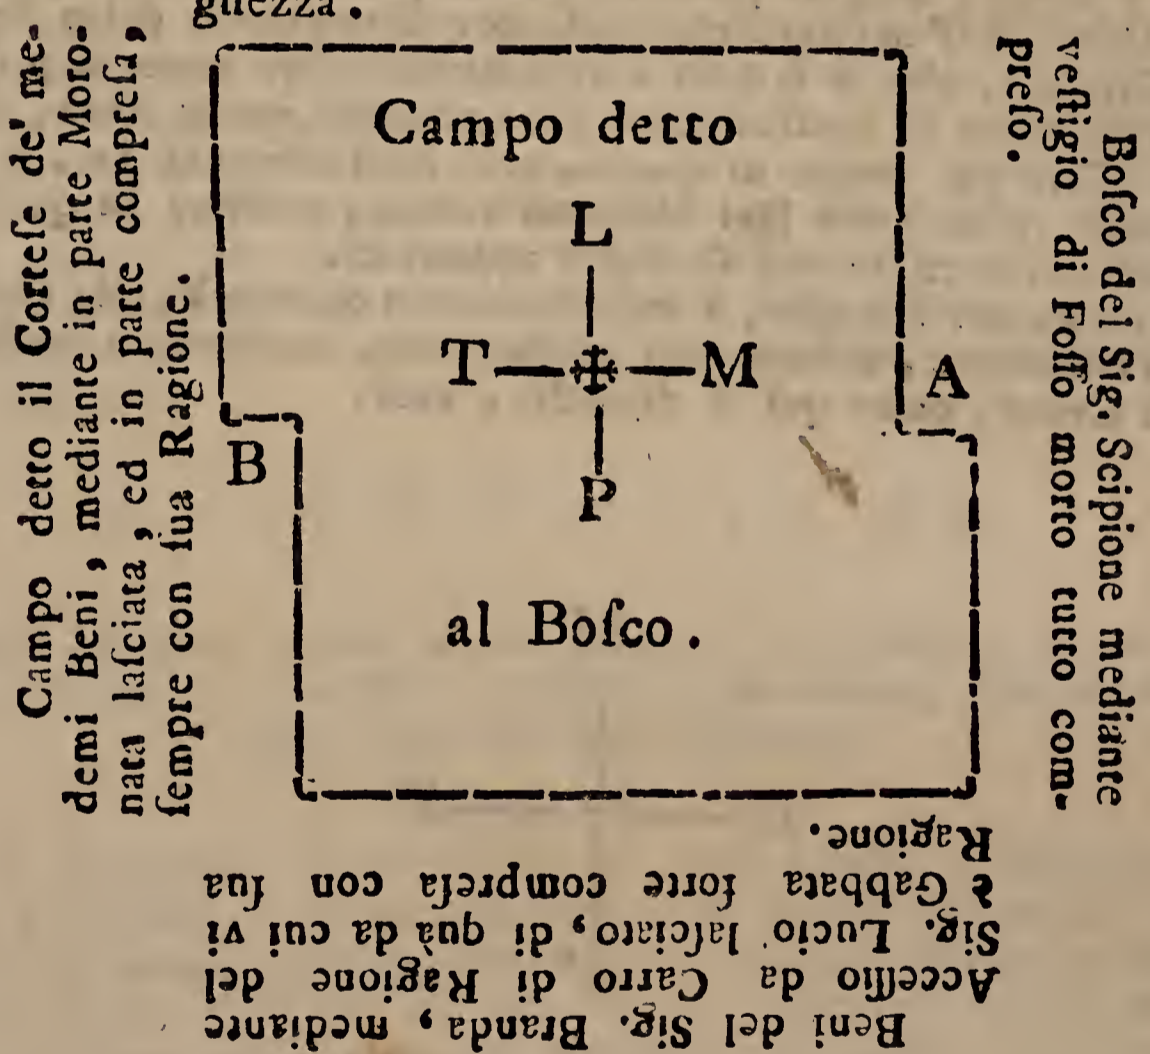 guezza.
Campo detto
L
T M
P
A
B
al Boſco.
Campo detto il Corteſe de' me-
demi Beni, mediante in parte Moro-
nata laſciata, ed in parte compreſa,
ſempre con ſua Ragione.
Boſco del Sig. Scipione mediante
veſtigio di Foſſo morto tutto com-
preſo.
Beni del Sig. Branda, mediante
Acceſſio da Carro di Ragione del
Sig. Lucio laſciato, di quà da cui vi
è Gabbata forte compreſa con ſua
Ragione.